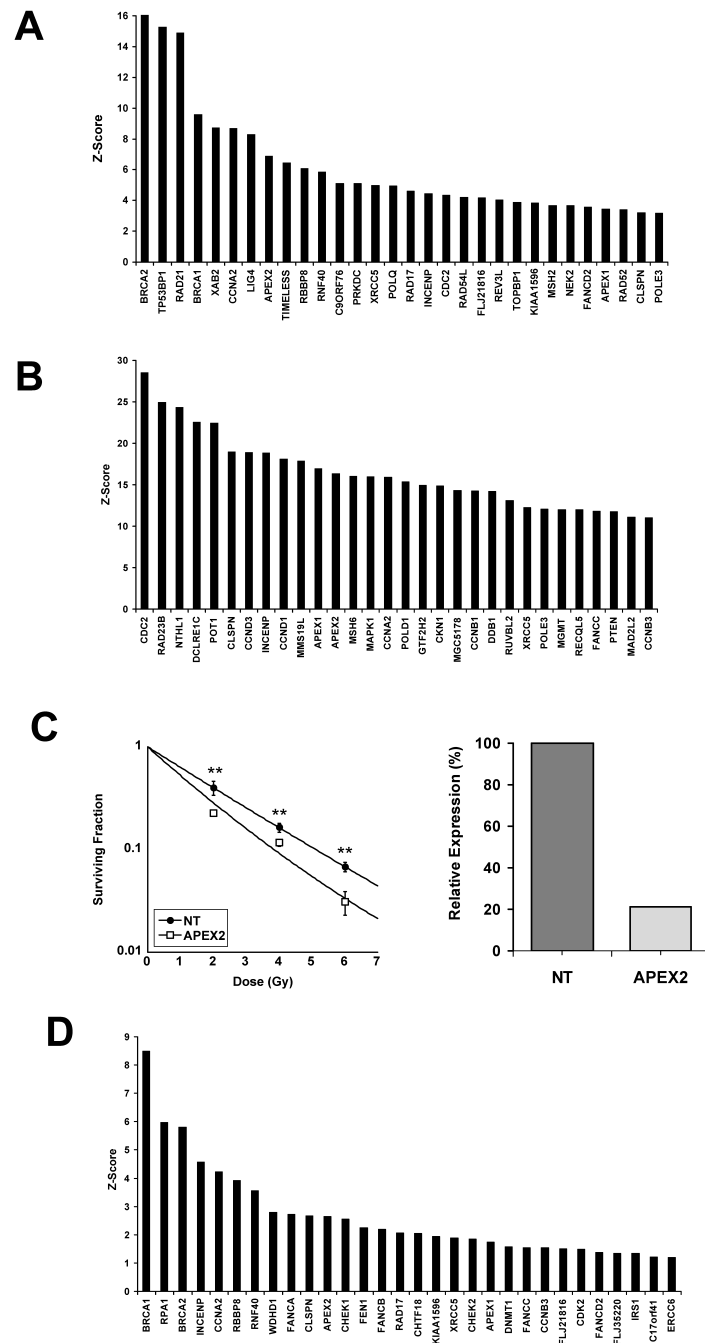 A
Z-Score
16
14
12
10
8
6
4
2
0
BRCA2 TP53BP1 RAD21 BRCA1 XAB2 CCNA2 LIG4 APEX2 TIMELESS RBBP8 RNF40 C9ORF76 PRKDC XRCC5 POLQ RAD17 INCENP CDC2 RAD54L FLJ21816 REV3L TOPBP1 KIAA1596 MSH2 NEK2 FANCD2 APEX1 RAD52 CLSPN POLE3
B
Z-Score
30
25
20
15
10
5
0
CDC2 RAD23B NTHL1 DCLRE1C POT1 CLSPN CCND3 INCENP CCND1 MMS19L APEX1 APEX2 MSH6 MAPK1 CCNA2 POLD1 GTF2H2 CKN1 MGC5178 CCNB1 DDB1 RUVBL2 XRCC5 POLE3 MGMT RECQL5 FANCC PTEN MAD2L2 CCNB3
C
Surviving Fraction
1
0.1
0.01
** ** **
NT
APEX2
0 1 2 3 4 5 6 7
Dose (Gy)
Relative Expression (%)
100
80
60
40
20
0
NT APEX2
D
Z-Score
9
8
7
6
5
4
3
2
1
0
BRCA1 RPA1 BRCA2 INCENP CCNA2 RBBP8 RNF40 WDHD1 FANCA CLSPN APEX2 CHEK1 FEN1 FANCB RAD17 CHTF18 KIAA1596 XRCC5 CHEK2 APEX1 DNMT1 FANCC CCNB3 FLJ21816 CDK2 FANCD2 FLJ35220 IRS1 C17orf41 ERCC6